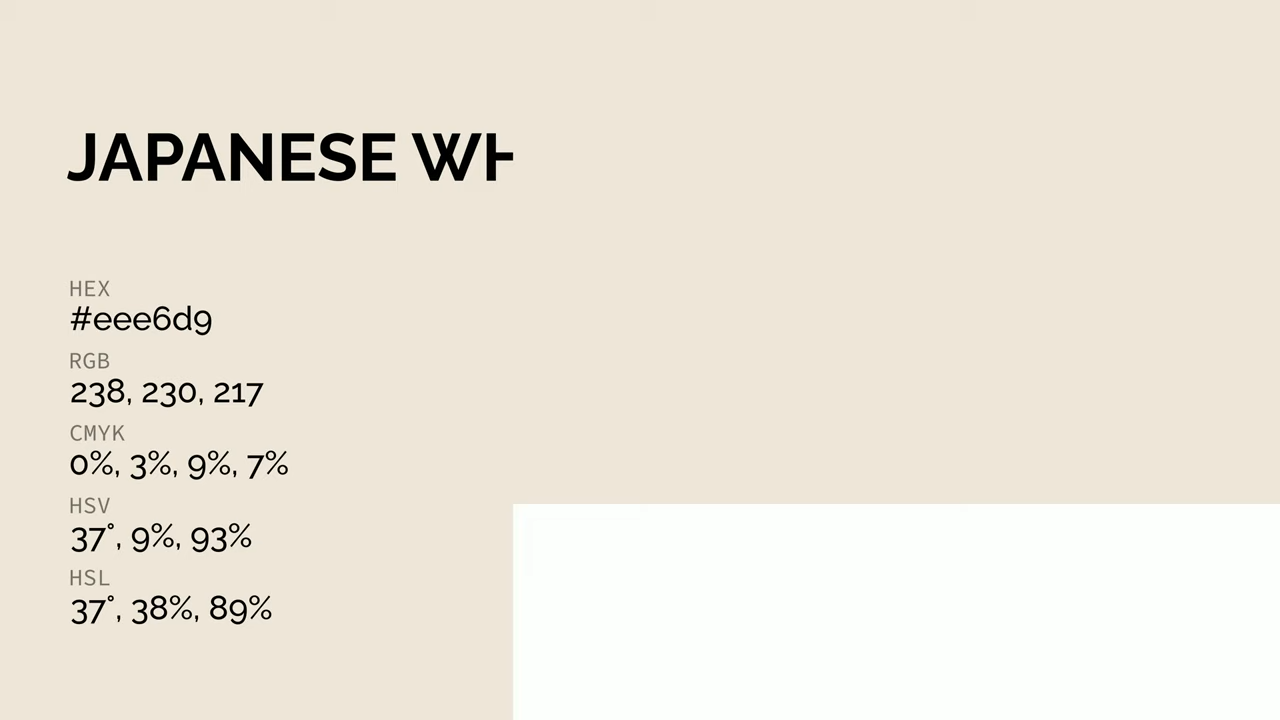 JAPANESE WH
HEX
#eee6d9
RGB
238, 230, 217
CMYK
0%, 3%, 9%, 7%
HSV
37°, 9%, 93%
HSL
37°, 38%, 89%